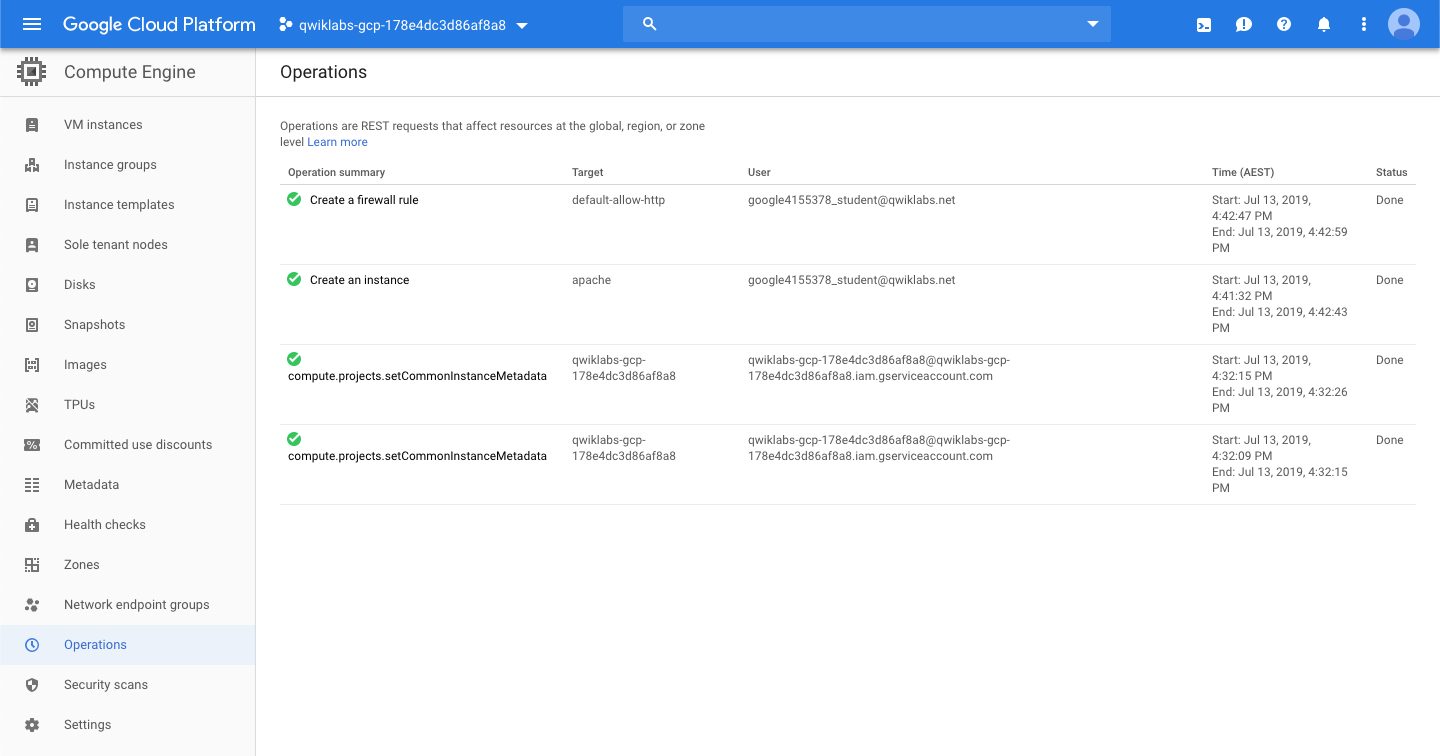 Google Cloud Platform
qwiklabs-gcp-178e4dc3d86af8a8
Compute Engine
VM instances
Instance groups
Instance templates
Sole tenant nodes
Disks
Snapshots
Images
TPUs
Committed use discounts
Metadata
Health checks
Zones
Network endpoint groups
Operations
Security scans
Settings
Operations
Operations are REST requests that affect resources at the global, region, or zone
level Learn more
Operation summary Target User Time (AEST) Status
Create a firewall rule default-allow-http google4155378_student@qwiklabs.net Start: Jul 13, 2019, Done
4:42:47 PM
End: Jul 13, 2019, 4:42:59
PM
Create an instance apache google4155378_student@qwiklabs.net Start: Jul 13, 2019, Done
4:41:32 PM
End: Jul 13, 2019, 4:42:43
PM
qwiklabs-gcp- qwiklabs-gcp-178e4dc3d86af8a8@qwiklabs-gcp- Start: Jul 13, 2019, Done
compute.projects.setCommonInstanceMetadata 178e4dc3d86af8a8 178e4dc3d86af8a8.iam.gserviceaccount.com 4:32:15 PM
End: Jul 13, 2019, 4:32:26
PM
qwiklabs-gcp- qwiklabs-gcp-178e4dc3d86af8a8@qwiklabs-gcp- Start: Jul 13, 2019, Done
compute.projects.setCommonInstanceMetadata 178e4dc3d86af8a8 178e4dc3d86af8a8.iam.gserviceaccount.com 4:32:09 PM
End: Jul 13, 2019, 4:32:15
PM